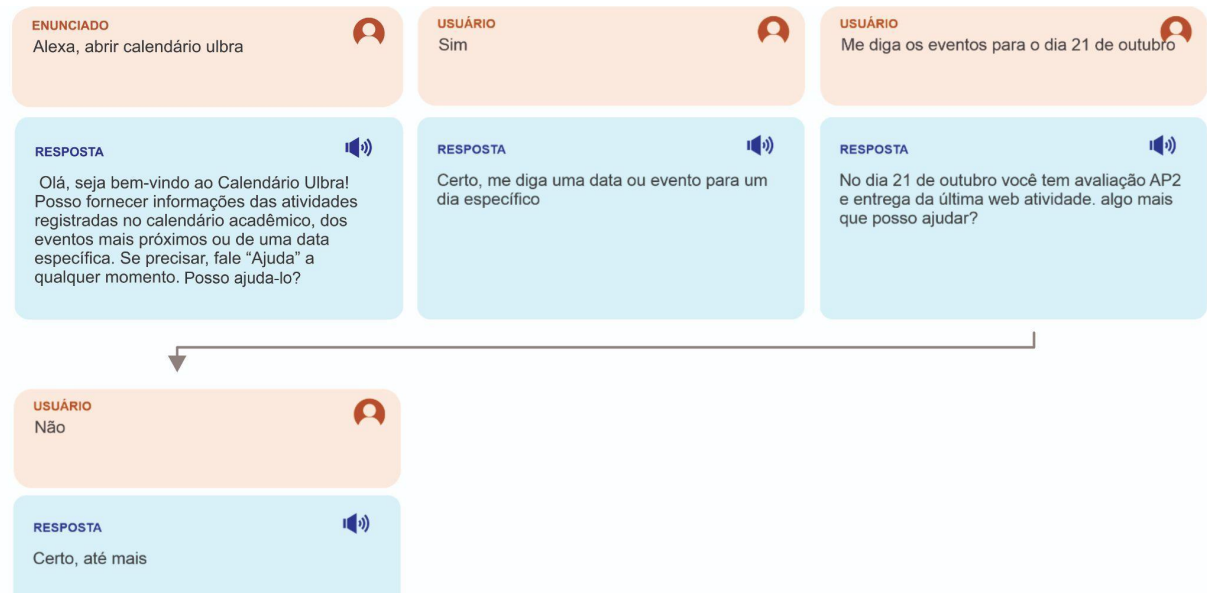 ENUNCIADO
Alexa, abrir calendário ulbra
RESPOSTA
Olá, seja bem-vindo ao Calendário Ulbra!
Posso fornecer informações das atividades
registradas no calendário acadêmico, dos
eventos mais próximos ou de uma data
específica. Se precisar, fale “Ajuda” a
qualquer momento. Posso ajuda-lo?
USUÁRIO
Sim
RESPOSTA
Certo, me diga uma data ou evento para um
dia específico
USUÁRIO
Me diga os eventos para o dia 21 de outubro
RESPOSTA
No dia 21 de outubro você tem avaliação AP2
e entrega da última web atividade. algo mais
que posso ajudar?
USUÁRIO
Não
RESPOSTA
Certo, até mais